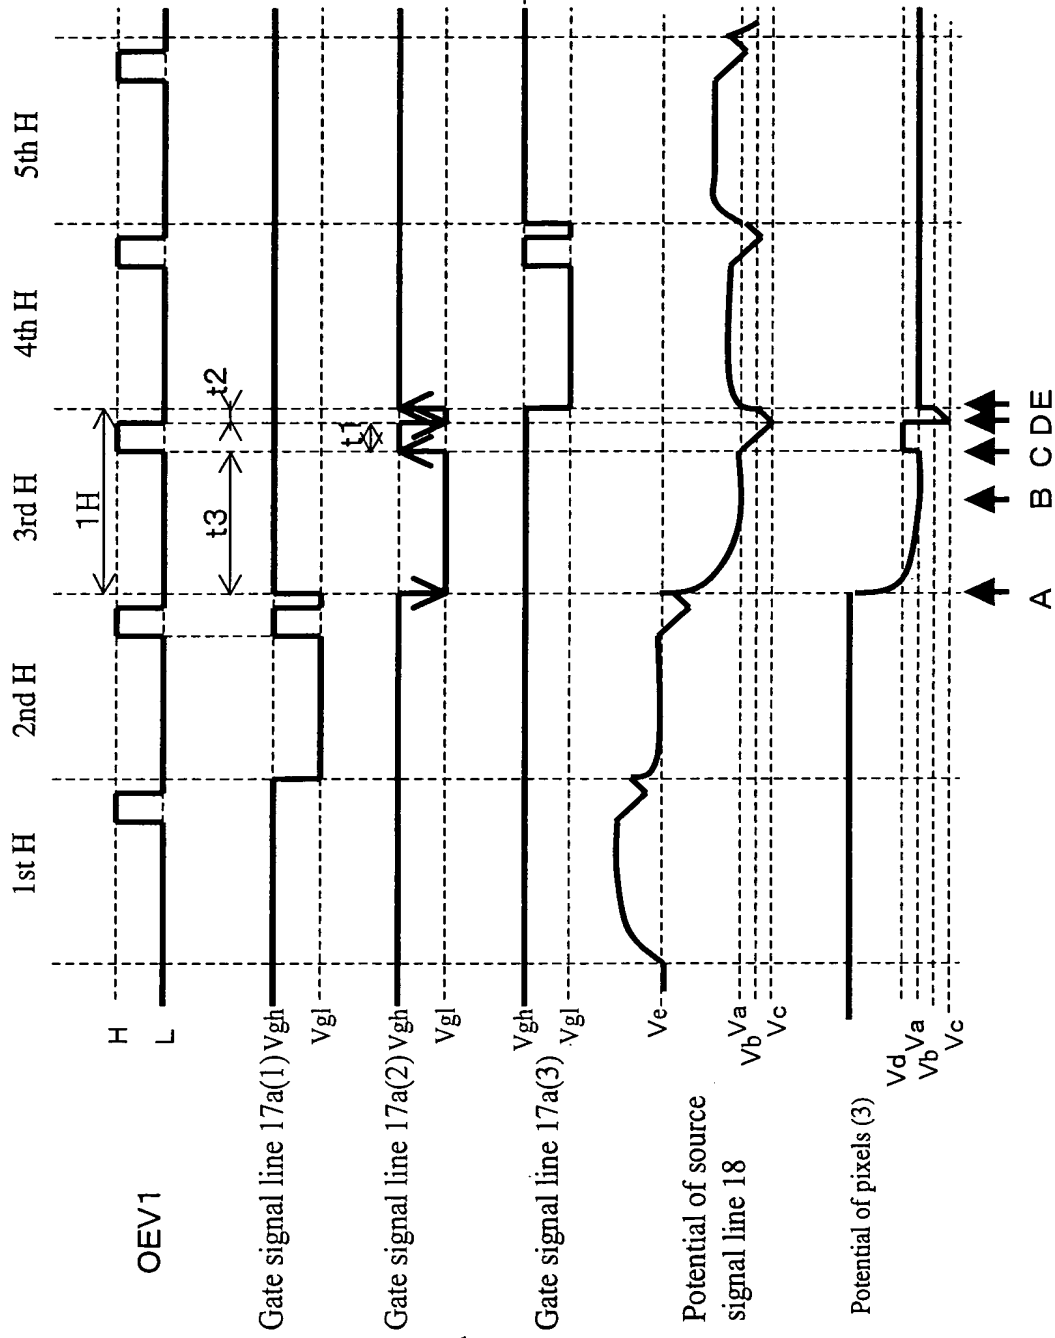 1st H
2nd H
3rd H
4th H
5th H
OEV1
H
L
1H
t3
t2
Gate signal line 17a(1) Vgh
Vgl
t1
Gate signal line 17a(2) Vgh
Vgl
Gate signal line 17a(3) Vgh
Vgl
Potential of source
signal line 18
Ve
Va
Vb
Vc
Potential of pixels (3)
Vd
Va
Vb
Vc
A
B
C
D
E